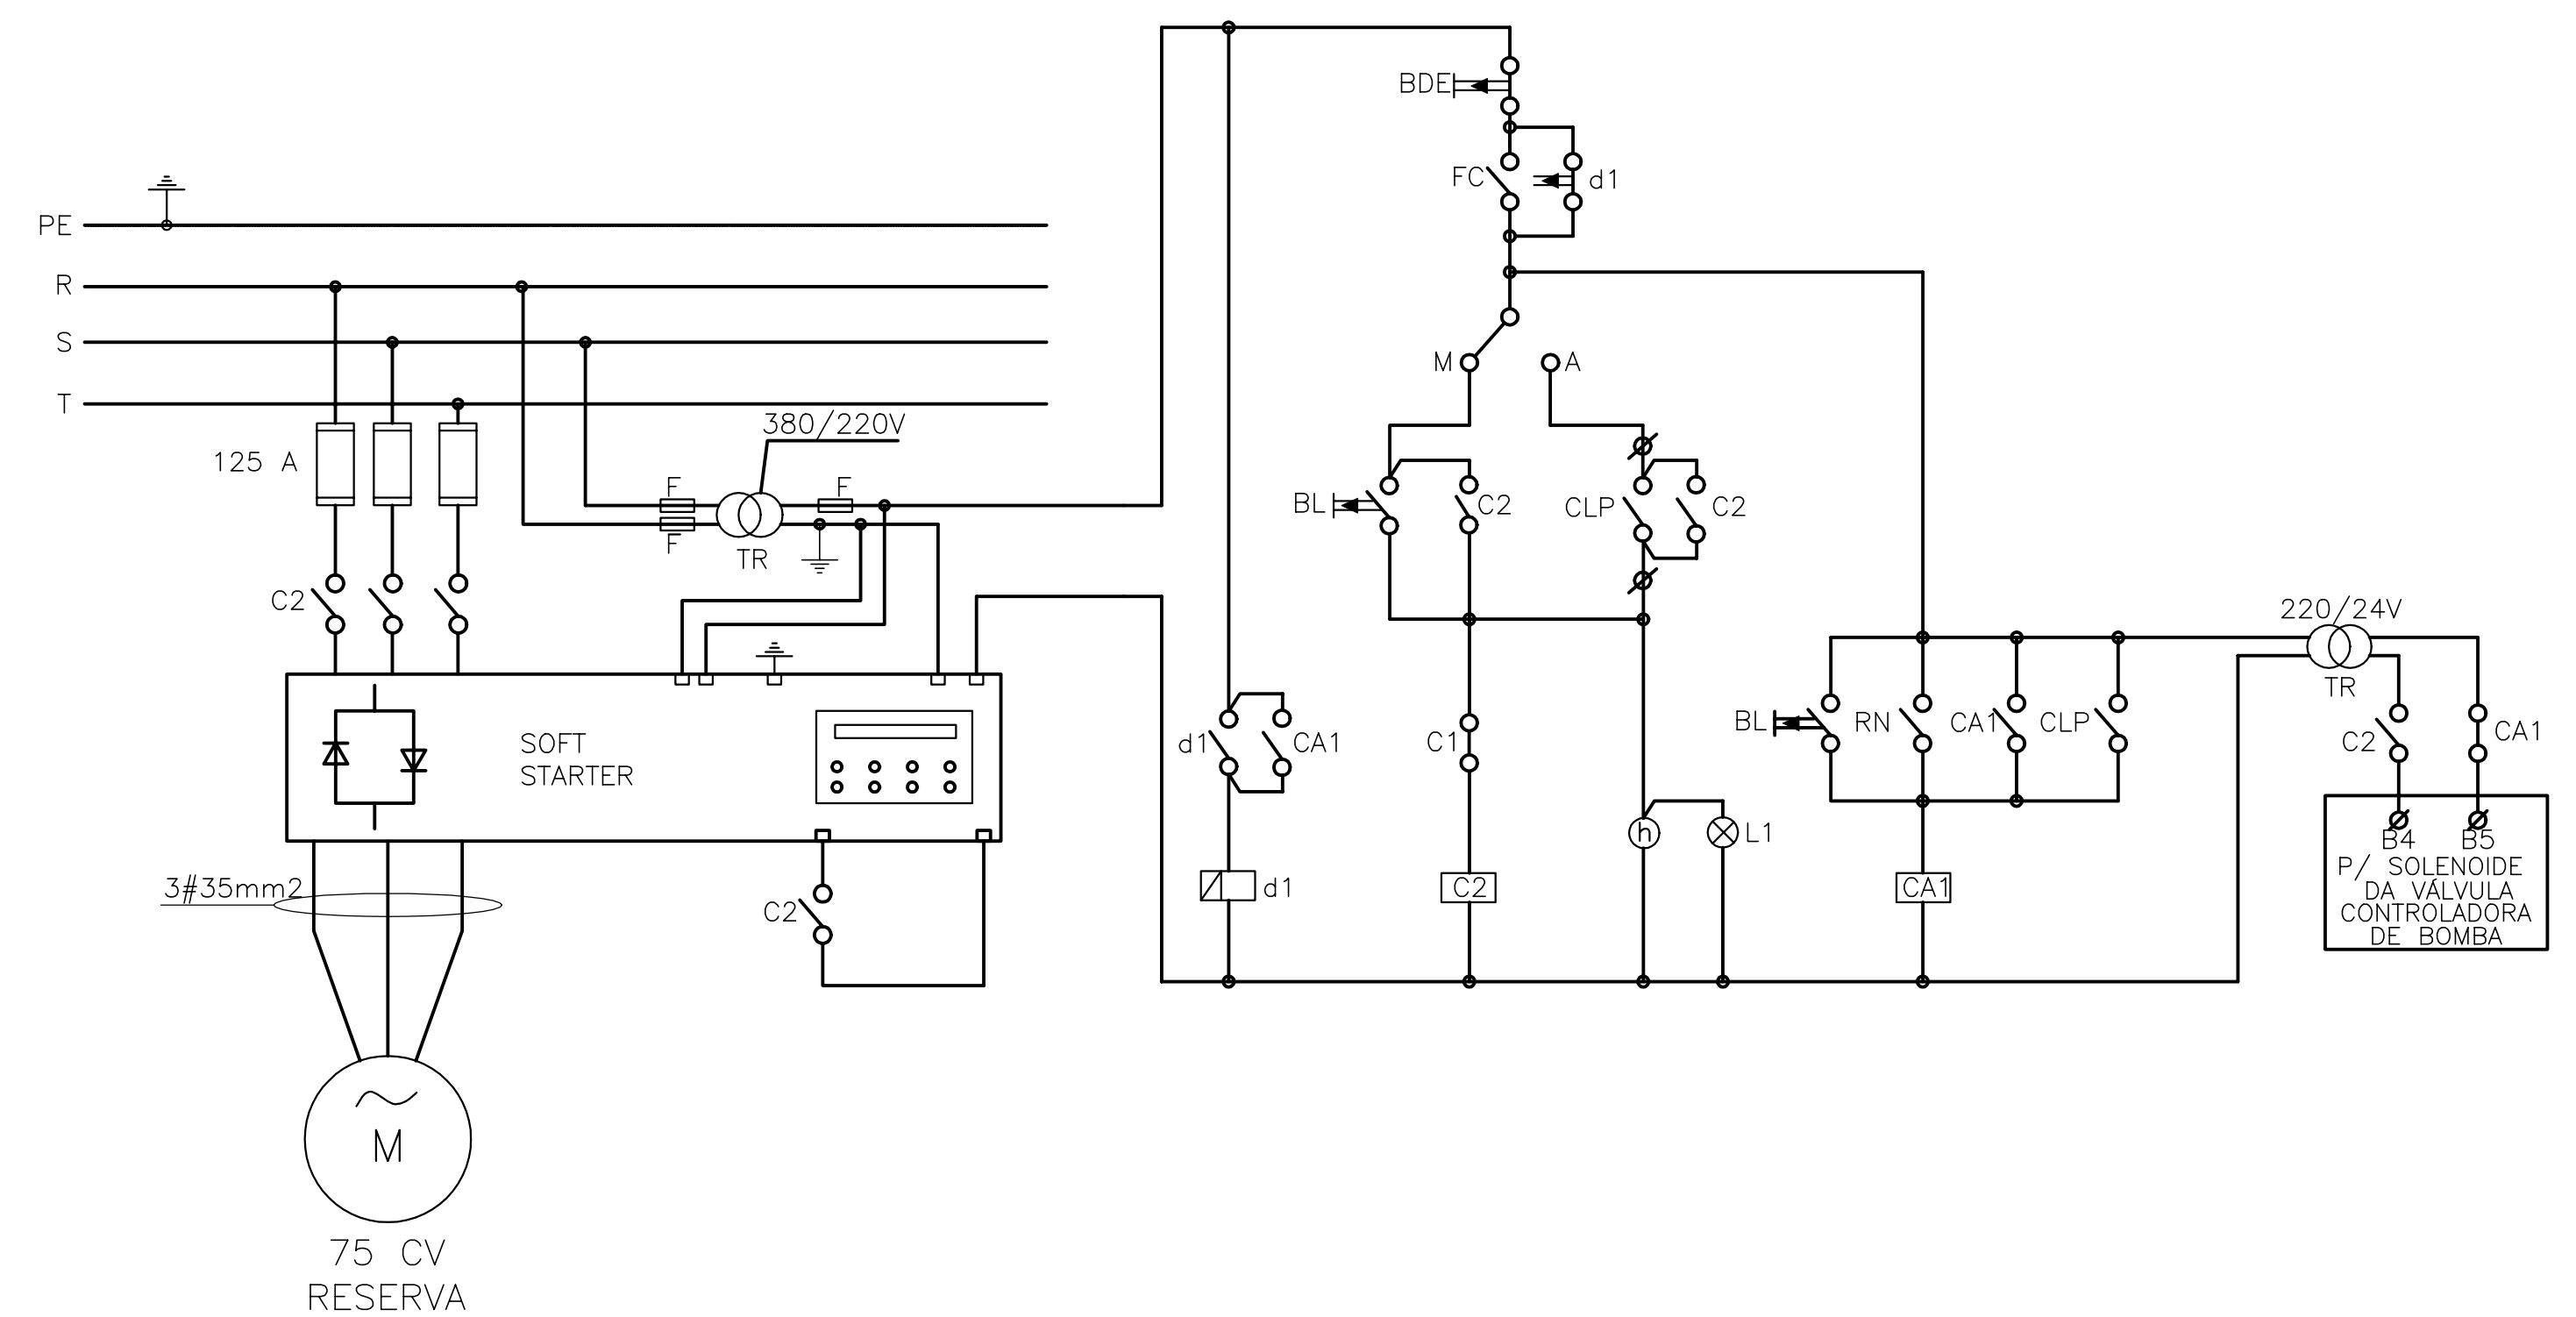 BDE
FC
d1
PE
R
S
T
M
A
380/220V
125 A
F
F
F
TR
BL
C2
CLP
C2
C2
220/24V
TR
SOFT
STARTER
d1
CA1
C1
BL
RN
CA1
CLP
C2
CA1
h
L1
B4
B5
P/ SOLENOIDE
DA VÁLVULA
CONTROLADORA
DE BOMBA
3#35mm2
C2
d1
C2
CA1
M
75 CV
RESERVA